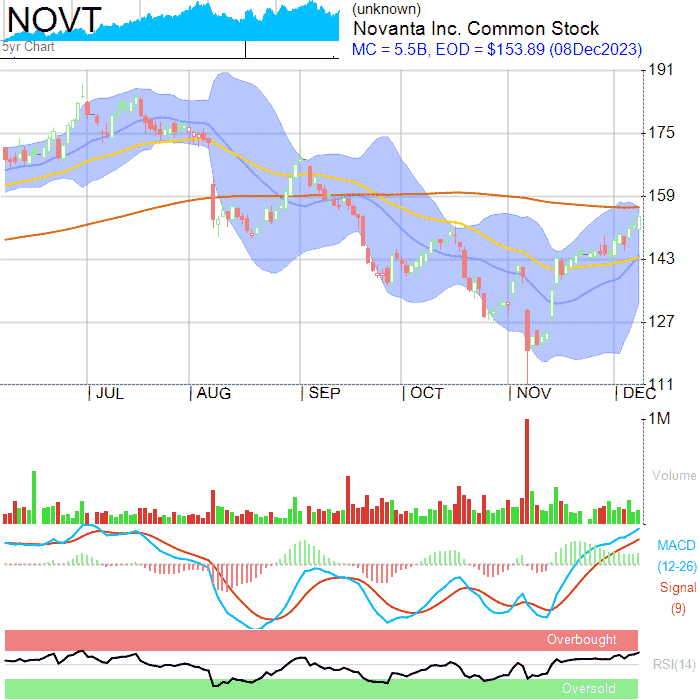 NOVT
5yr Chart
(unknown)
Novanta Inc. Common Stock
MC = 5.5B, EOD = $153.89 (08Dec2023)
191
175
159
143
127
111
JUL
AUG
SEP
OCT
NOV
DEC
1M
Volume
MACD
(12-26)
Signal
(9)
Overbought
RSI(14)
Oversold